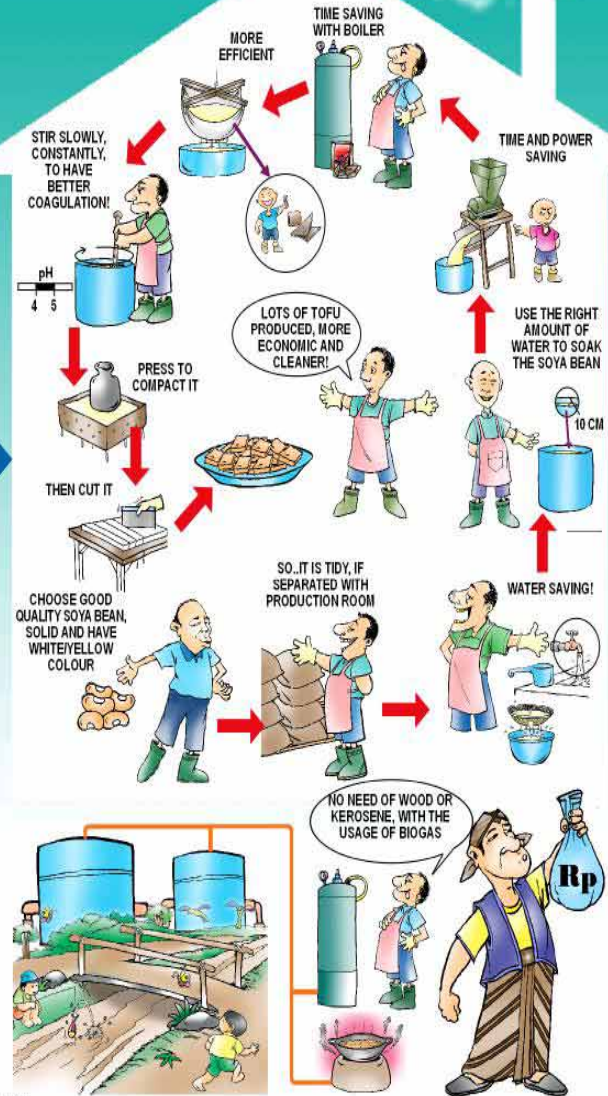 TIME SAVING
WITH BOILER
MORE
EFFICIENT
STIR SLOWLY,
CONSTANTLY,
TO HAVE
BETTER
COAGULATION!
TIME AND POWER
SAVING
pH
4 5
LOTS OF TOFU
PRODUCED, MORE
ECONOMIC AND
CLEANER!
USE THE RIGHT
AMOUNT OF
WATER TO SOAK
THE SOYA BEAN
10 CM
PRESS TO
COMPACT IT
THEN CUT IT
CHOOSE GOOD
QUALITY SOYA BEAN,
SOLID AND HAVE
WHITE/YELLOW
COLOUR
SO..IT IS TIDY, IF
SEPARATED WITH
PRODUCTION ROOM
WATER SAVING!
NO NEED OF WOOD OR
KEROSENE, WITH THE
USAGE OF BIOGAS
Rp